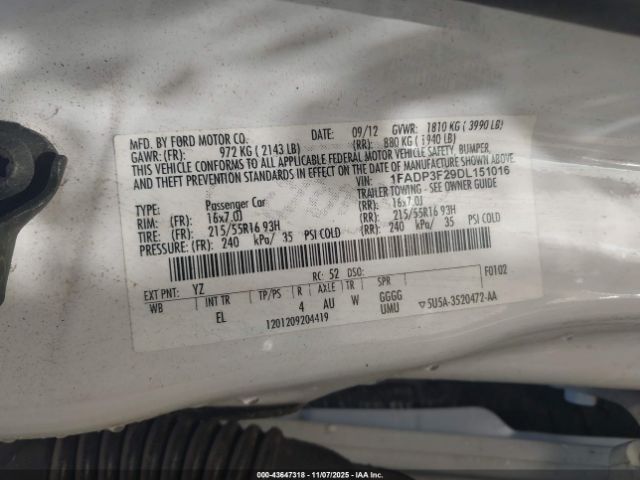 MFD. BY FORD MOTOR CO. DATE: 09/12 GVWR: 1810 KG ( 3990 LB)
GAWR: (FR): 972 KG ( 2143 LB) (RR): 880 KG ( 1940 LB)
THIS VEHICLE CONFORMS TO ALL APPLICABLE FEDERAL MOTOR VEHICLE SAFETY, BUMPER,
AND THEFT PREVENTION STANDARDS IN EFFECT ON THE DATE OF MANUFACTURE SHOWN ABOVE.
VIN: 1FADP3F29DL151016
TYPE: Passenger Car TRAILER TOWING - SEE OWNER GUIDE
RIM: (FR): 16x7.0J (RR): 16x7.0J
TIRE: (FR): 215/55R16 93H (RR): 215/55R16 93H
PRESSURE: (FR): 240 kPa/ 35 PSI COLD (RR): 240 kPa/ 35 PSI COLD
EXT PNT: YZ RC: 52 DSO: F0102
WB INT TR TP/PS R AXLE TR SPR
EL 4 AU W GGGG
UMU
1201209204419
▽5U5A-3520472-AA
000-43647318 - 11/07/2025 - IAA Inc.